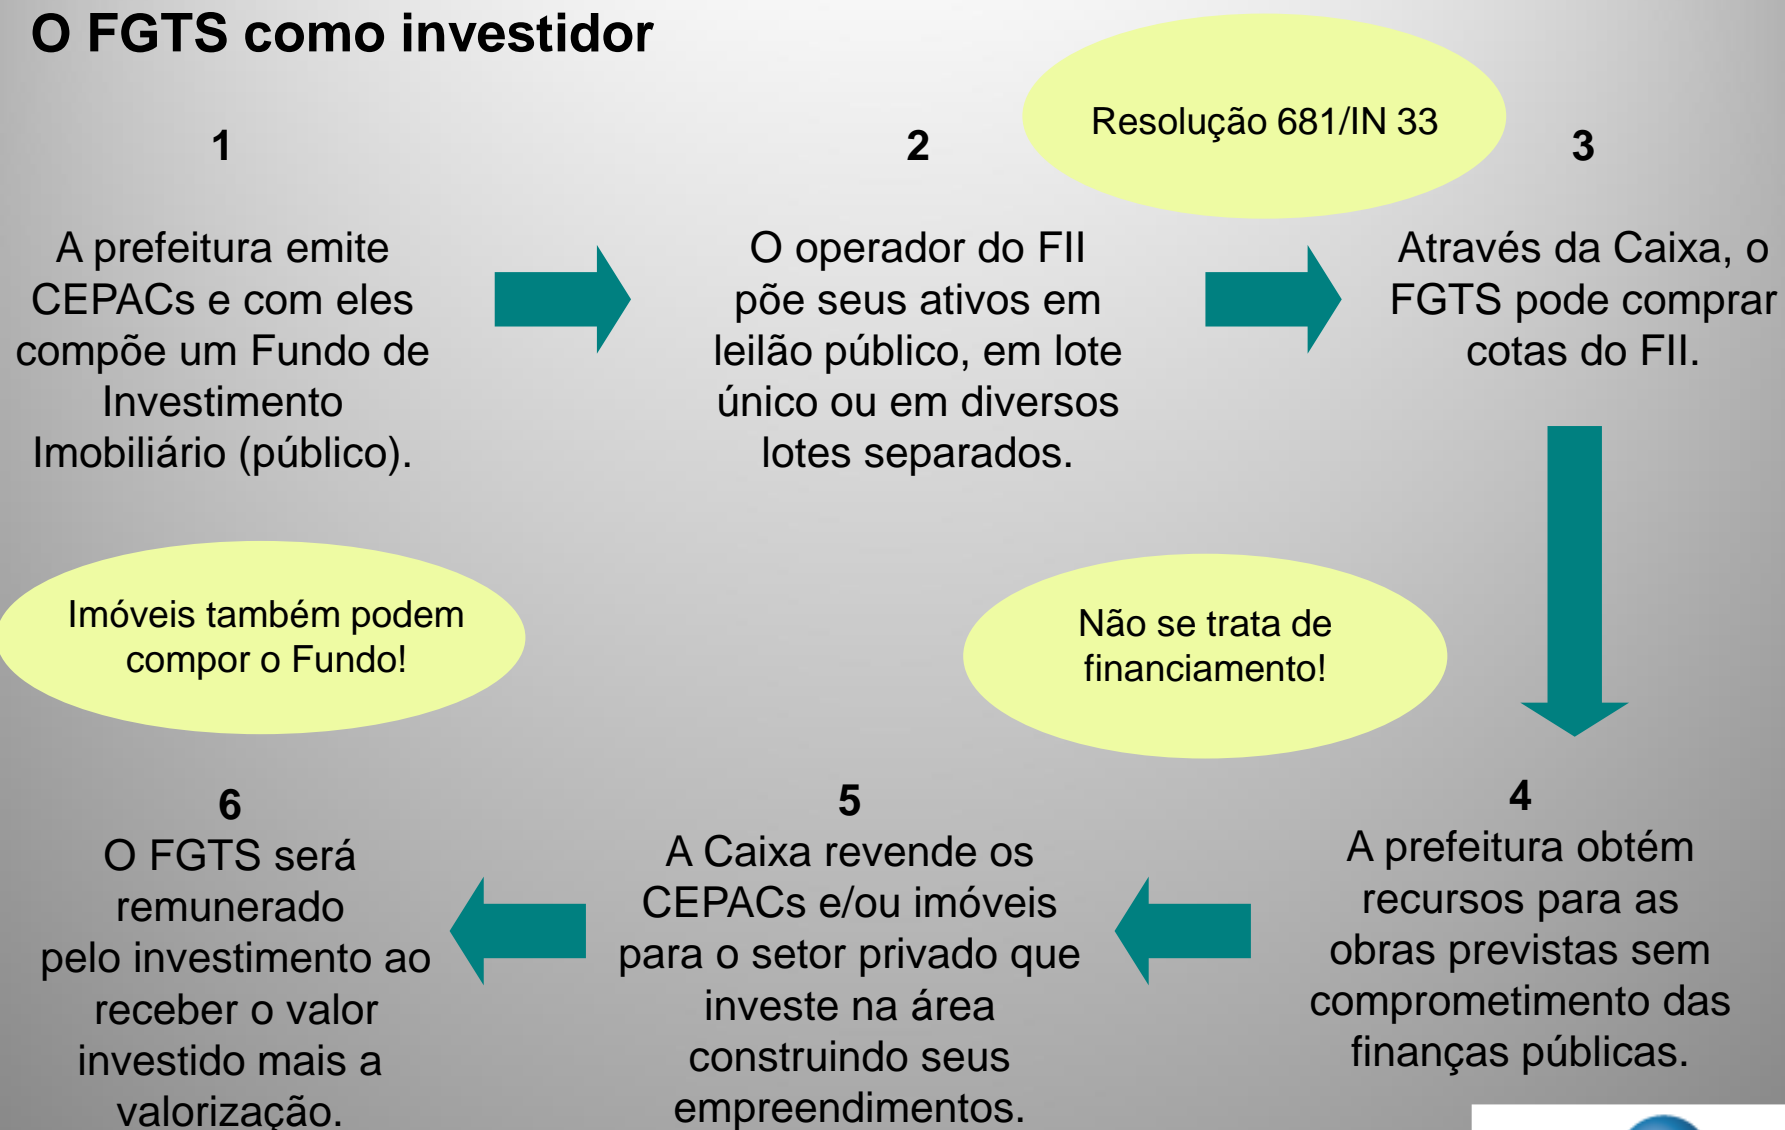 O FGTS como investidor
Resolução 681/IN 33
1
A prefeitura emite
CEPACs e com eles
compõe um Fundo de
Investimento
Imobiliário (público).
2
O operador do FII
põe seus ativos em
leilão público, em lote
único ou em diversos
lotes separados.
3
Através da Caixa, o
FGTS pode comprar
cotas do FII.
Imóveis também podem
compor o Fundo!
Não se trata de
financiamento!
4
A prefeitura obtém
recursos para as
obras previstas sem
comprometimento das
finanças públicas.
5
A Caixa revende os
CEPACs e/ou imóveis
para o setor privado que
investe na área
construindo seus
empreendimentos.
6
O FGTS será
remunerado
pelo investimento ao
receber o valor
investido mais a
valorização.